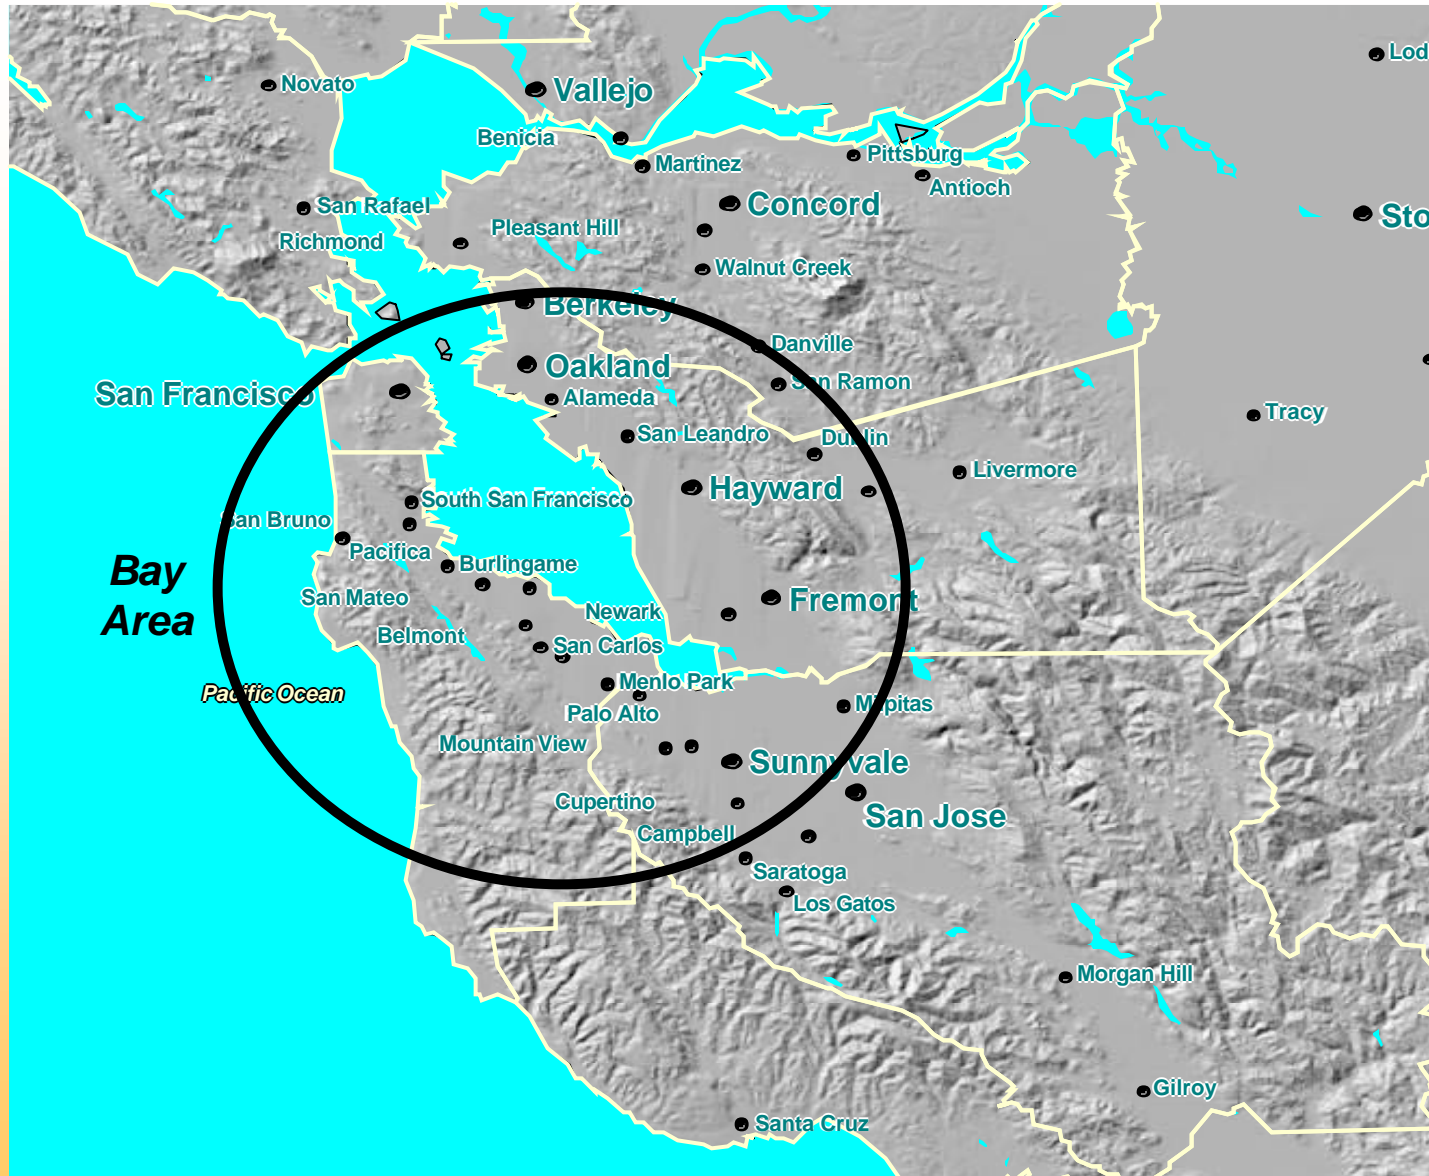 Lod
Novato
Vallejo
Benicia
Martinez
Pittsburg
Antioch
San Rafael
Concord
Sto
Richmond
Pleasant Hill
Walnut Creek
Berkeley
Danville
Oakland
San Ramon
San Francisco
Alameda
Tracy
San Leandro
Dublin
Livermore
Hayward
South San Francisco
San Bruno
Pacifica
Burlingame
Bay
Area
San Mateo
Newark
Fremont
Belmont
San Carlos
Menlo Park
Pacific Ocean
Palo Alto
Milpitas
Mountain View
Sunnyvale
Cupertino
San Jose
Campbell
Saratoga
Los Gatos
Morgan Hill
Gilroy
Santa Cruz